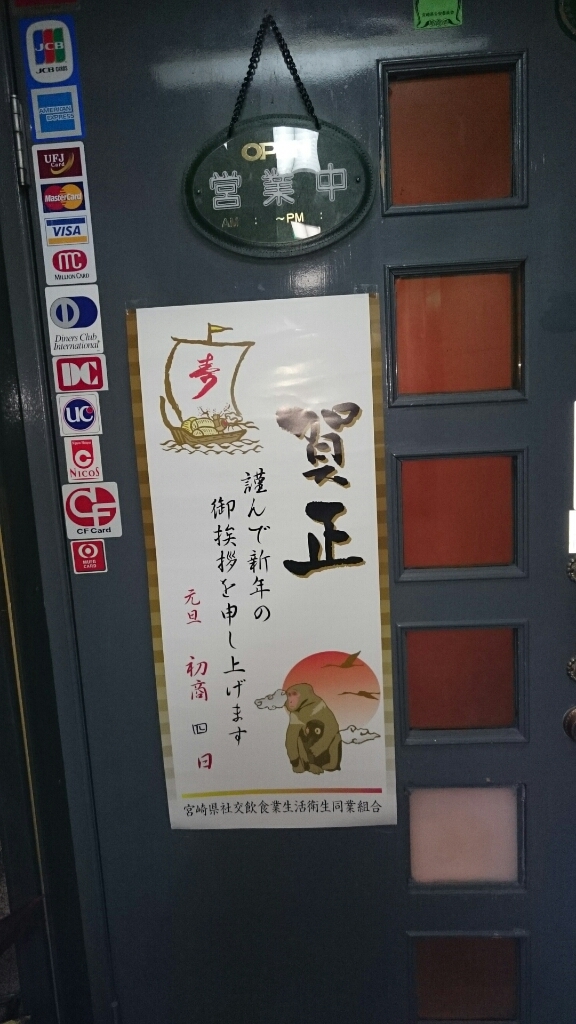 JCB
JCB CARD
AMERICAN
EXPRESS
UFJ
Card
MasterCard
VISA
MC
MILLION CARD
Diners Club
International
DC
UC
NICOS
CF
CF Card
OPEN
営業中
AM : ～PM :
寿
賀正
謹んで新年の
御挨拶を申し上げます
元旦 初商 四日
宮崎県社交飲食業生活衛生同業組合